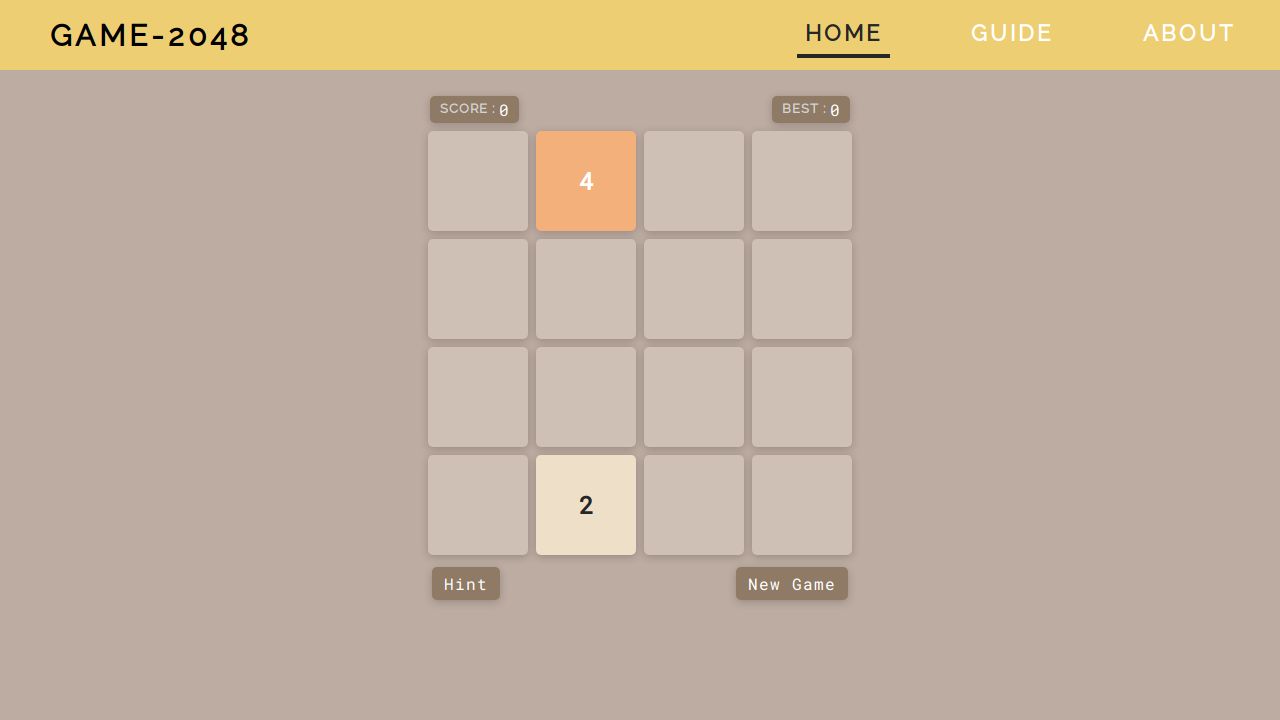 GAME-2048 HOME GUIDE ABOUT
SCORE : 0 BEST : 0
4
2
Hint New Game